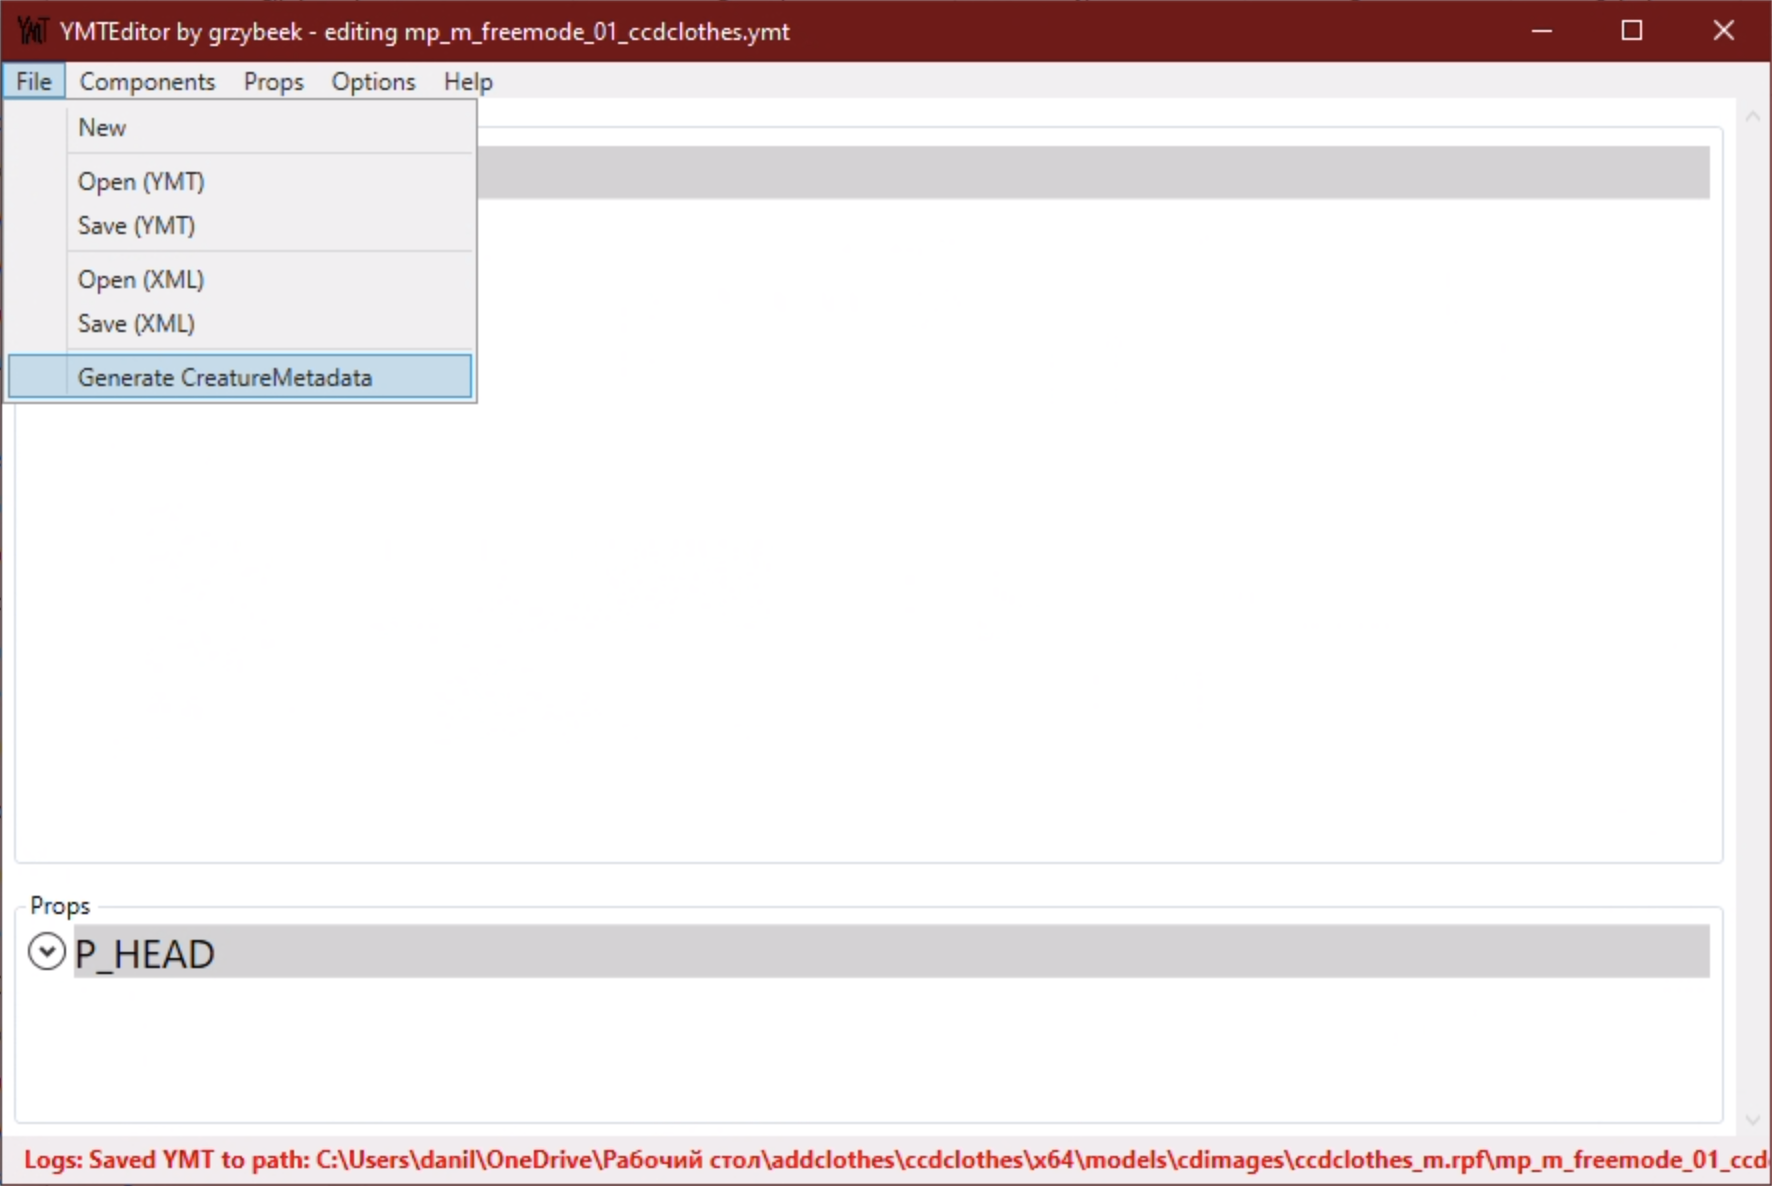 YMT YMTEditor by grzybeek - editing mp_m_freemode_01_ccdclothes.ymt
File Components Props Options Help
New
Open (YMT)
Save (YMT)
Open (XML)
Save (XML)
Generate CreatureMetadata
Props
P_HEAD
Logs: Saved YMT to path: C:\Users\danil\OneDrive\Рабочий стол\addclothes\ccdclothes\x64\models\cdimages\ccdclothes_m.rpf\mp_m_freemode_01_ccd